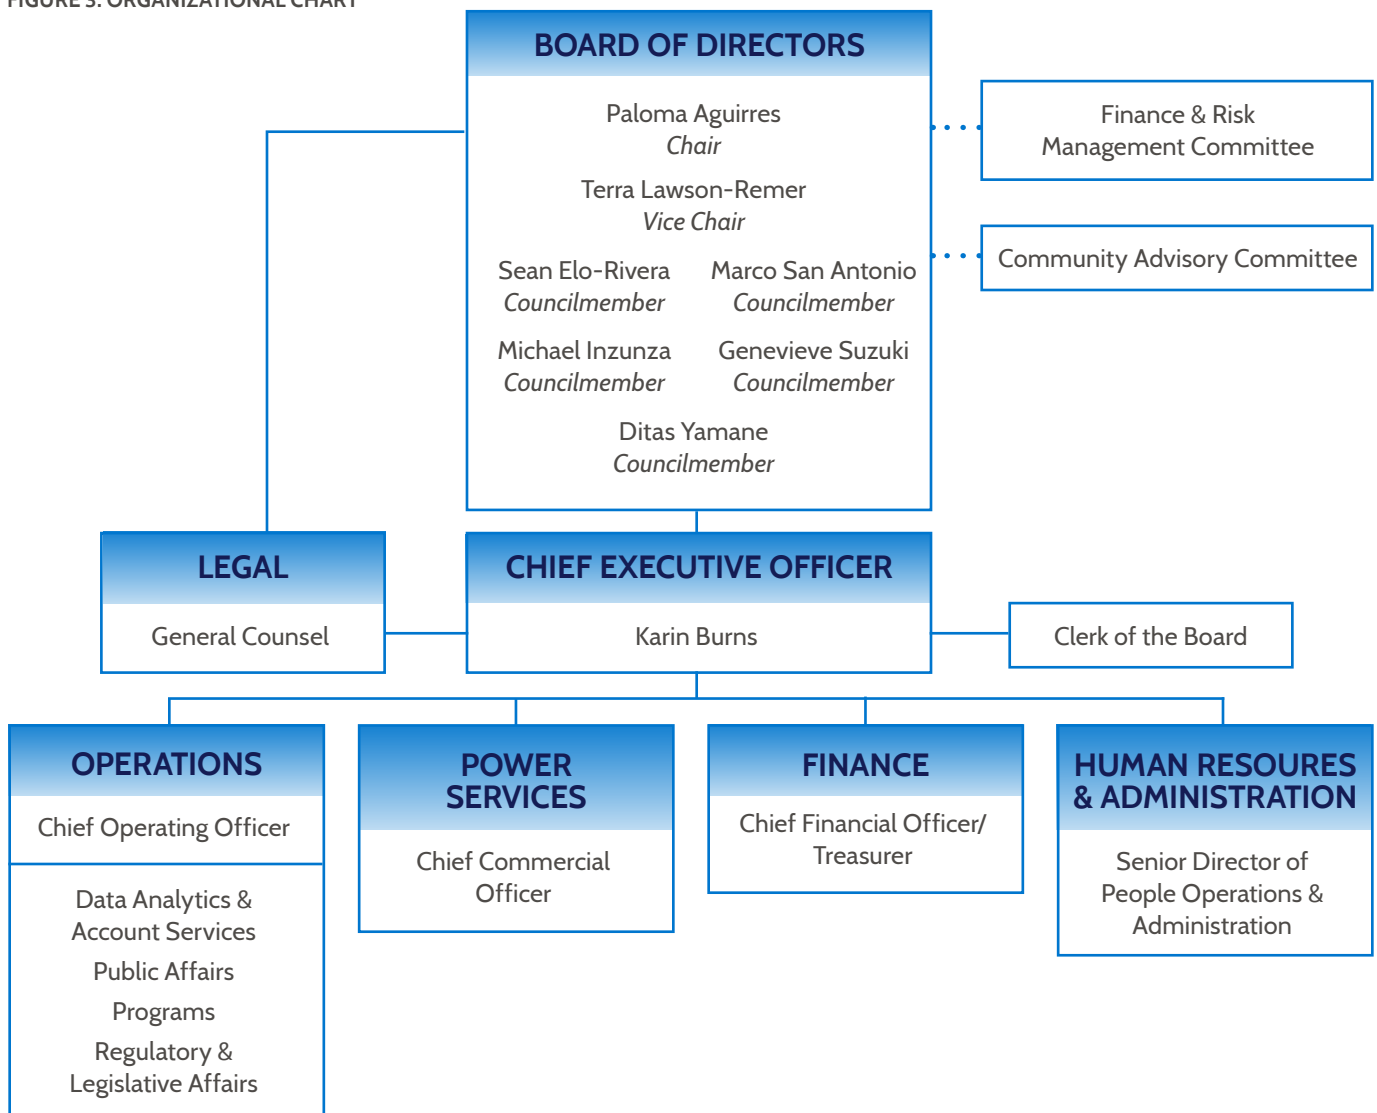 FIGURE 3. ORGANIZATIONAL CHART
BOARD OF DIRECTORS
Paloma Aguirres
Chair
Terra Lawson-Remer
Vice Chair
Sean Elo-Rivera
Councilmember
Marco San Antonio
Councilmember
Michael Inzunza
Councilmember
Genevieve Suzuki
Councilmember
Ditas Yamane
Councilmember
Finance & Risk
Management Committee
Community Advisory Committee
LEGAL
General Counsel
CHIEF EXECUTIVE OFFICER
Karin Burns
Clerk of the Board
OPERATIONS
Chief Operating Officer
Data Analytics &
Account Services
Public Affairs
Programs
Regulatory &
Legislative Affairs
POWER
SERVICES
Chief Commercial
Officer
FINANCE
Chief Financial Officer/
Treasurer
HUMAN RESOURES
& ADMINISTRATION
Senior Director of
People Operations &
Administration